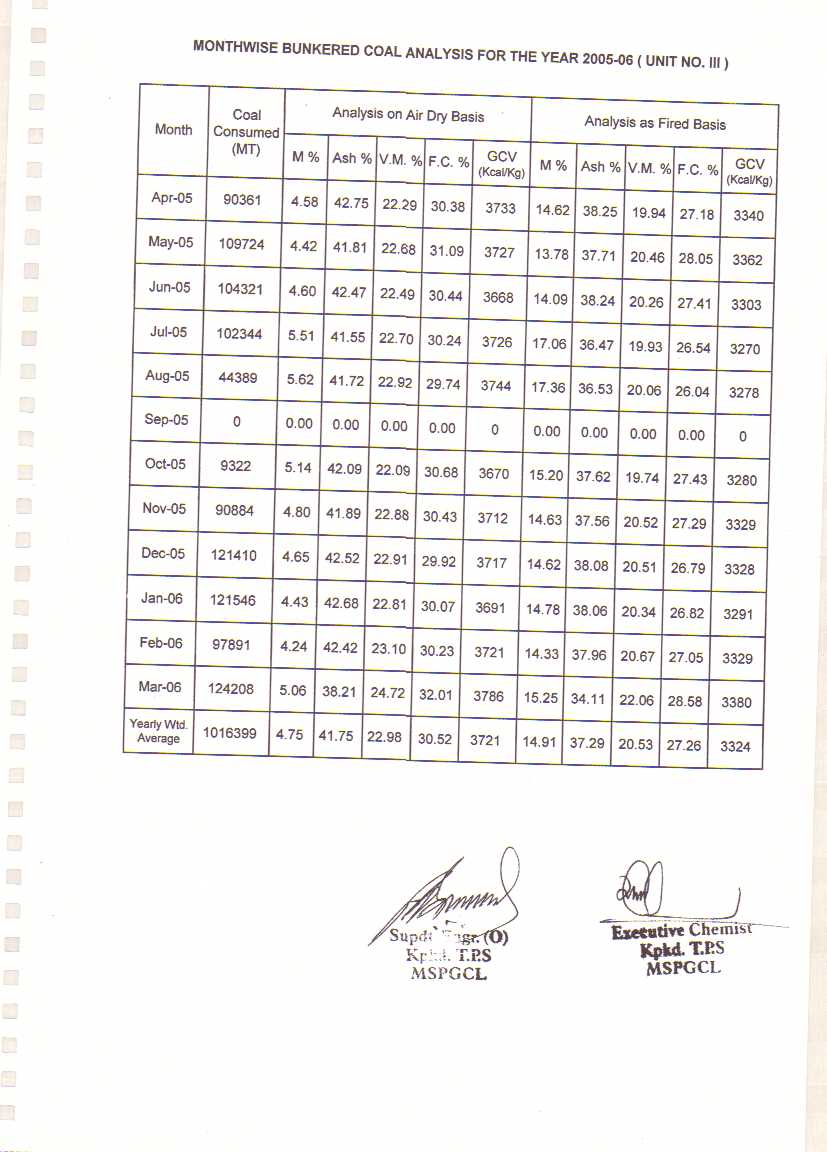 MONTHWISE BUNKERED COAL ANALYSIS FOR THE YEAR 2005-06 ( UNIT NO. III )
Month Coal Consumed (MT) Analysis on Air Dry Basis Analysis as Fired Basis
M % Ash % V.M. % F.C. % GCV (Kcal/Kg) M % Ash % V.M. % F.C. % GCV (Kcal/Kg)
Apr-05 90361 4.58 42.75 22.29 30.38 3733 14.62 38.25 19.94 27.18 3340
May-05 109724 4.42 41.81 22.68 31.09 3727 13.78 37.71 20.46 28.05 3362
Jun-05 104321 4.60 42.47 22.49 30.44 3668 14.09 38.24 20.26 27.41 3303
Jul-05 102344 5.51 41.55 22.70 30.24 3726 17.06 36.47 19.93 26.54 3270
Aug-05 44389 5.62 41.72 22.92 29.74 3744 17.36 36.53 20.06 26.04 3278
Sep-05 0 0.00 0.00 0.00 0.00 0 0.00 0.00 0.00 0.00 0
Oct-05 9322 5.14 42.09 22.09 30.68 3670 15.20 37.62 19.74 27.43 3280
Nov-05 90884 4.80 41.89 22.88 30.43 3712 14.63 37.56 20.52 27.29 3329
Dec-05 121410 4.65 42.52 22.91 29.92 3717 14.62 38.08 20.51 26.79 3328
Jan-06 121546 4.43 42.68 22.81 30.07 3691 14.78 38.06 20.34 26.82 3291
Feb-06 97891 4.24 42.42 23.10 30.23 3721 14.33 37.96 20.67 27.05 3329
Mar-06 124208 5.06 38.21 24.72 32.01 3786 15.25 34.11 22.06 28.58 3380
Yearly Wtd. Average 1016399 4.75 41.75 22.98 30.52 3721 14.91 37.29 20.53 27.26 3324
(O)
T.P.S
MSPGCL
Executive Chemist
Kpkd. T.P.S
MSPGCL